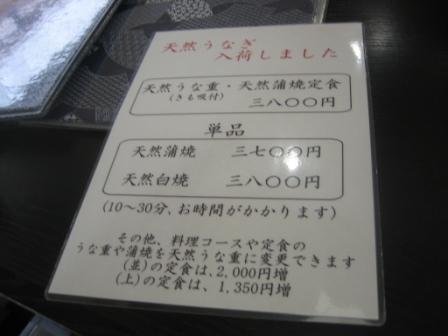 天然うなぎ
入荷しました
天然うな重・天然蒲焼定食
(きも吸付) 三八〇〇円
単品
天然蒲焼 三七〇〇円
天然白焼 三八〇〇円
(10～30分、お時間がかかります)
その他、料理コースや定食の
うな重や蒲焼を天然うな重に変更できます
(並)の定食は、2,000円増
(上)の定食は、1,350円増